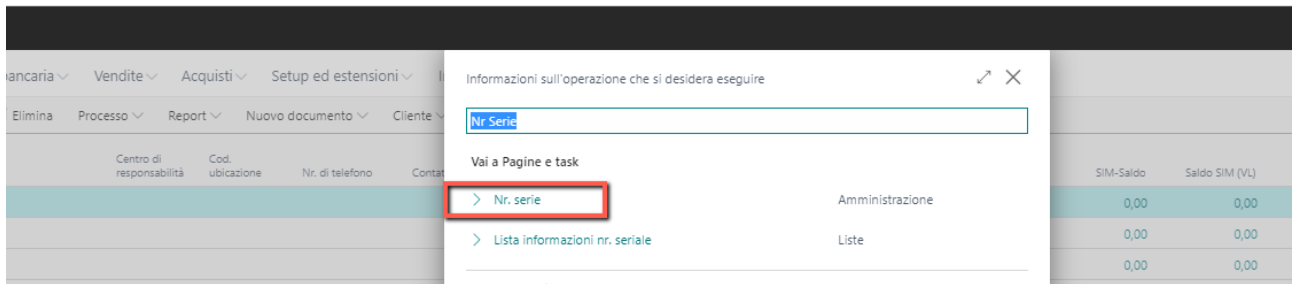 Vendite Acquisti Setup ed estensioni
Elimina Processo Report Nuovo documento Cliente
Centro di responsabilità Cod. ubicazione Nr. di telefono
Informazioni sull'operazione che si desidera eseguire
Nr Serie
Vai a Pagine e task
Nr. serie Amministrazione
Lista informazioni nr. seriale Liste
SIM-Saldo Saldo SIM (VL)
0,00 0,00
0,00 0,00
0,00 0,00